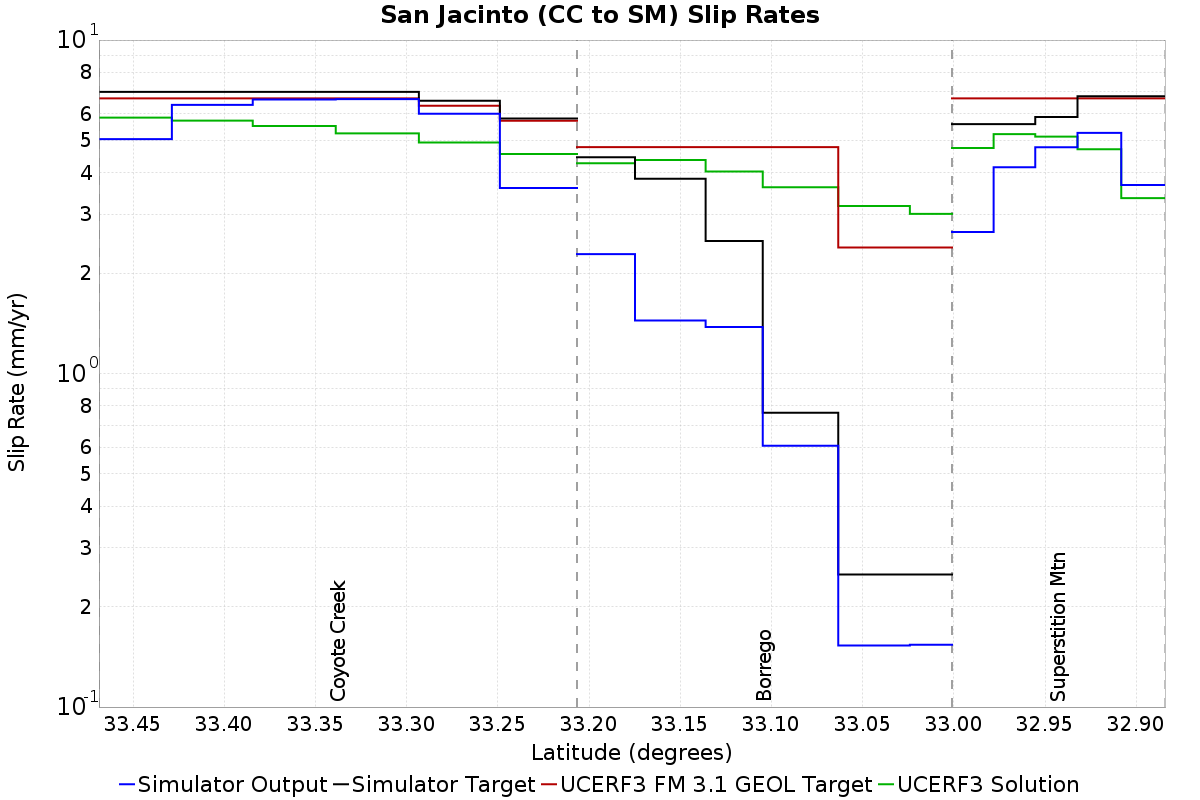 San Jacinto (CC to SM) Slip Rates
Slip Rate (mm/yr)
10^1
8
6
5
4
3
2
10^0
8
6
5
4
3
2
10^-1
Coyote Creek
Borrego
Superstition Mtn
33.45 33.40 33.35 33.30 33.25 33.20 33.15 33.10 33.05 33.00 32.95 32.90
Latitude (degrees)
Simulator Output Simulator Target UCERF3 FM 3.1 GEOL Target UCERF3 Solution